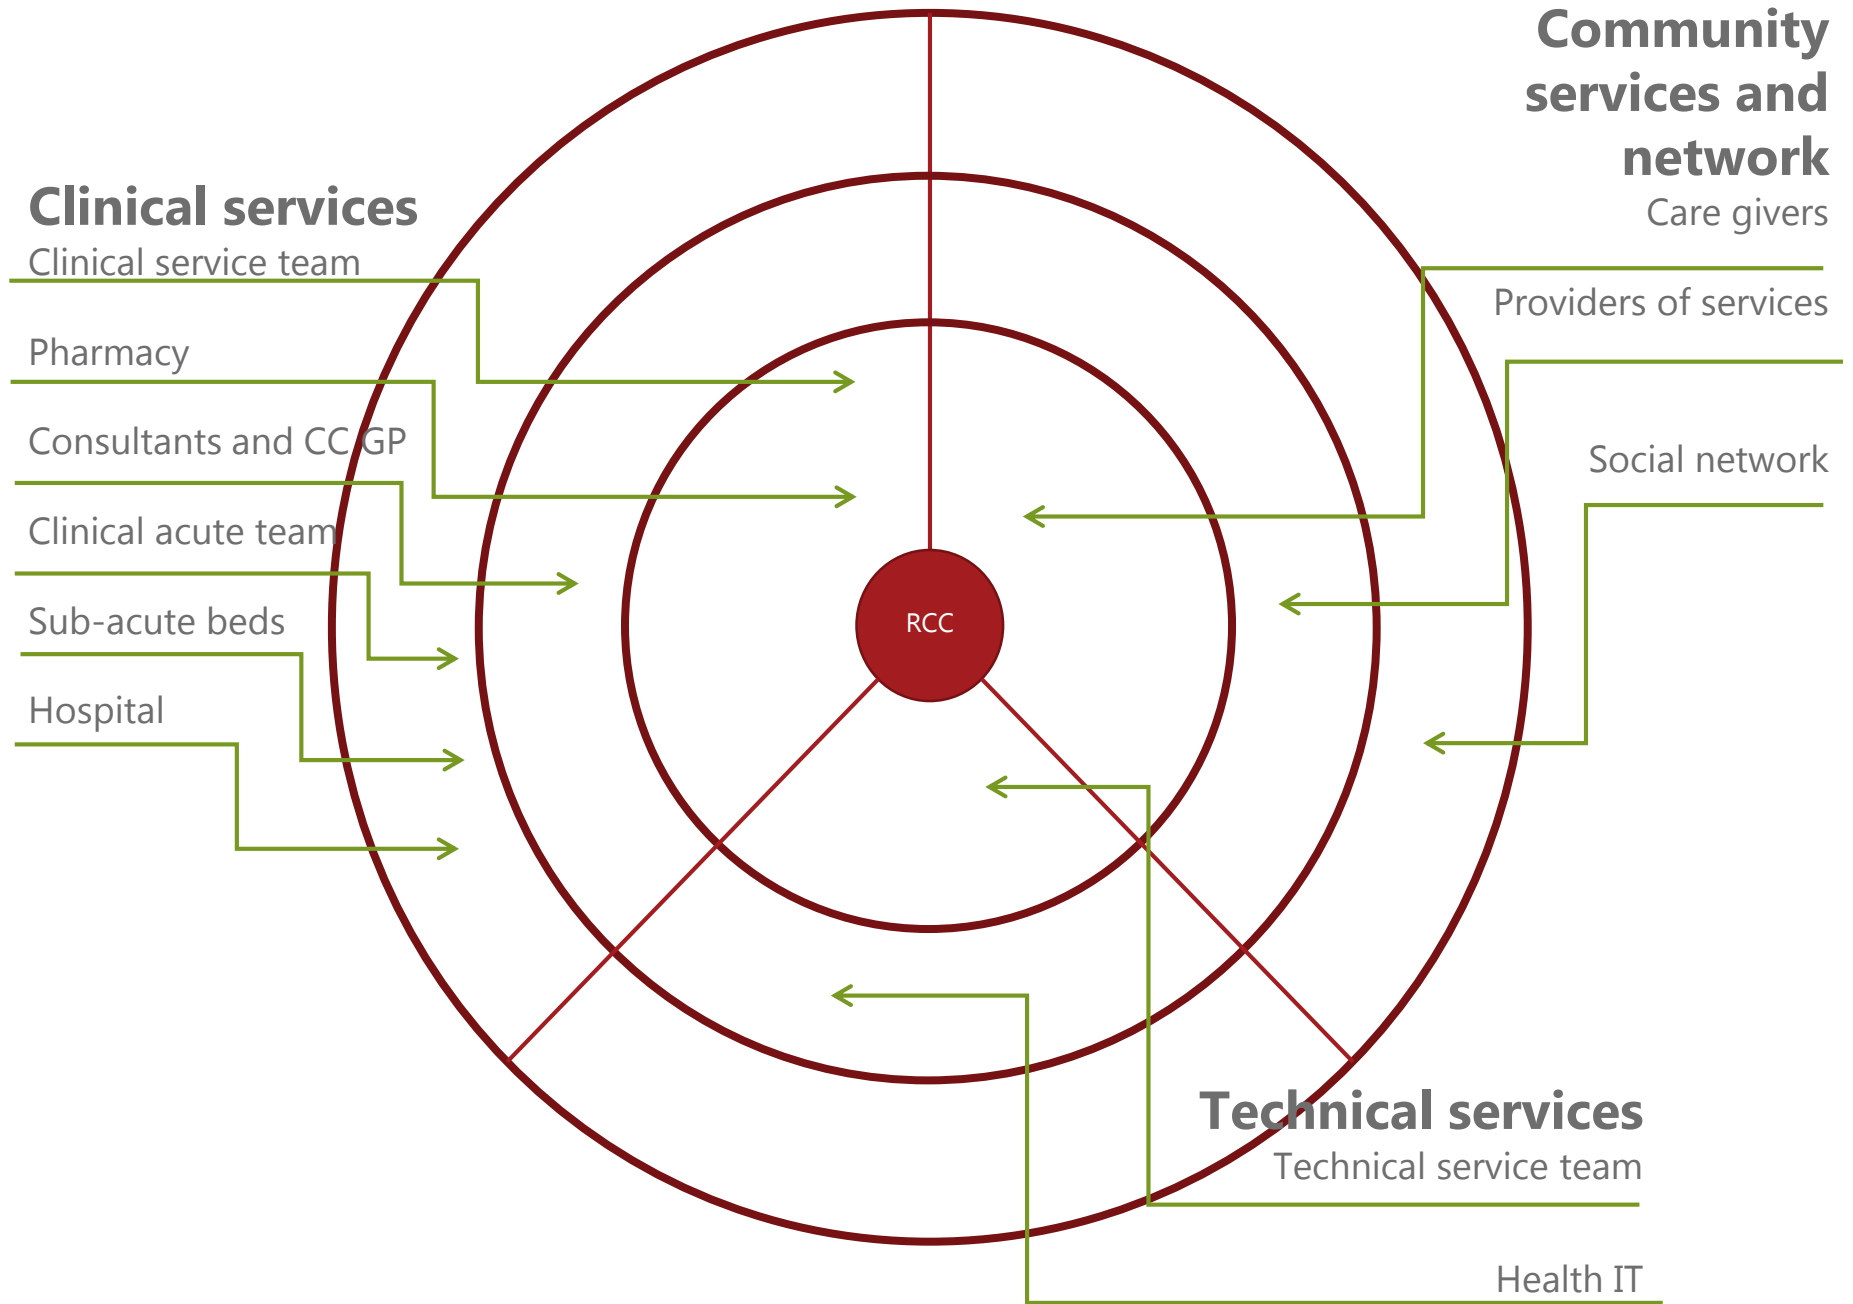 Community
services and
network
Care givers
Providers of services
Social network
Clinical services
Clinical service team
Pharmacy
Consultants and CC GP
Clinical acute team
Sub-acute beds
Hospital
RCC
Technical services
Technical service team
Health IT